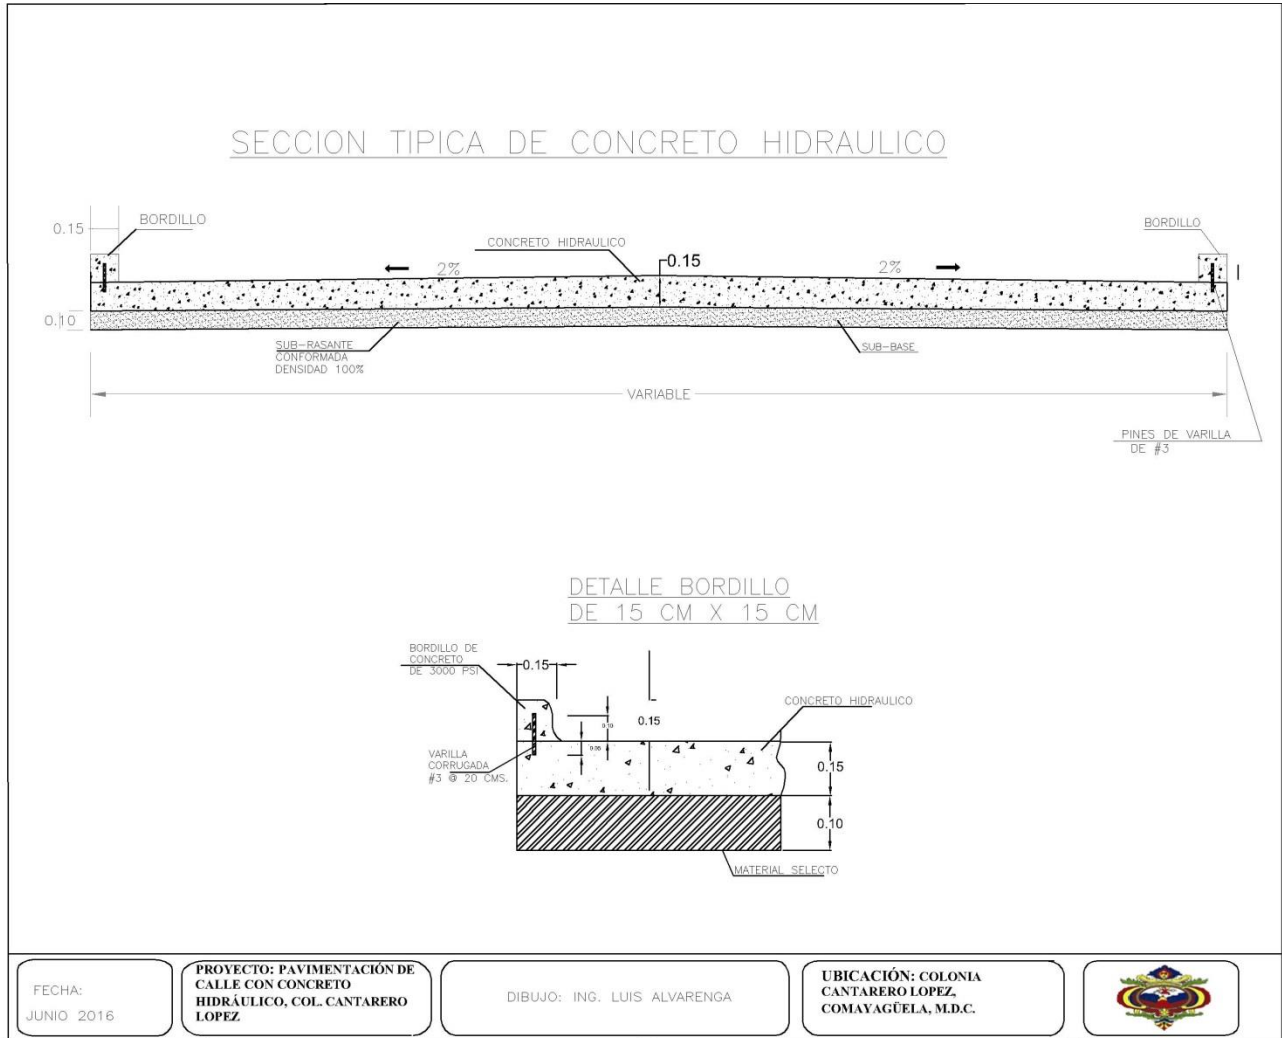 SECCION TIPICA DE CONCRETO HIDRAULICO
0.15
BORDILLO
BORDILLO
CONCRETO HIDRAULICO
0.15
2%
2%
0.10
SUB-RASANTE
CONFORMADA
DENSIDAD 100%
SUB-BASE
VARIABLE
PINES DE VARILLA
DE #3
DETALLE BORDILLO
DE 15 CM X 15 CM
BORDILLO DE
CONCRETO
DE 3000 PSI
0.15
CONCRETO HIDRAULICO
0.10
0.15
0.05
VARILLA
CORRUGADA
#3 @ 20 CMS.
0.15
0.10
MATERIAL SELECTO
FECHA:
JUNIO 2016
PROYECTO: PAVIMENTACIÓN DE
CALLE CON CONCRETO
HIDRÁULICO, COL. CANTARERO
LOPEZ
DIBUJO: ING. LUIS ALVARENGA
UBICACIÓN: COLONIA
CANTARERO LOPEZ,
COMAYAGÜELA, M.D.C.